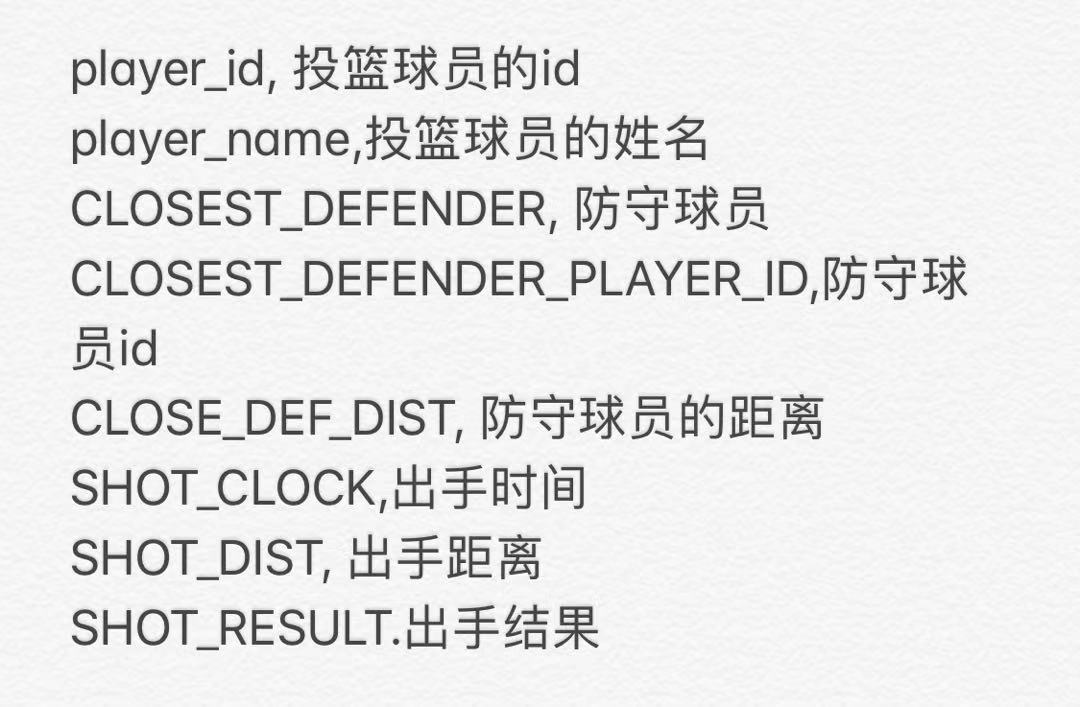 player_id, 投篮球员的id
player_name,投篮球员的姓名
CLOSEST_DEFENDER, 防守球员
CLOSEST_DEFENDER_PLAYER_ID,防守球
员id
CLOSE_DEF_DIST, 防守球员的距离
SHOT_CLOCK,出手时间
SHOT_DIST, 出手距离
SHOT_RESULT.出手结果